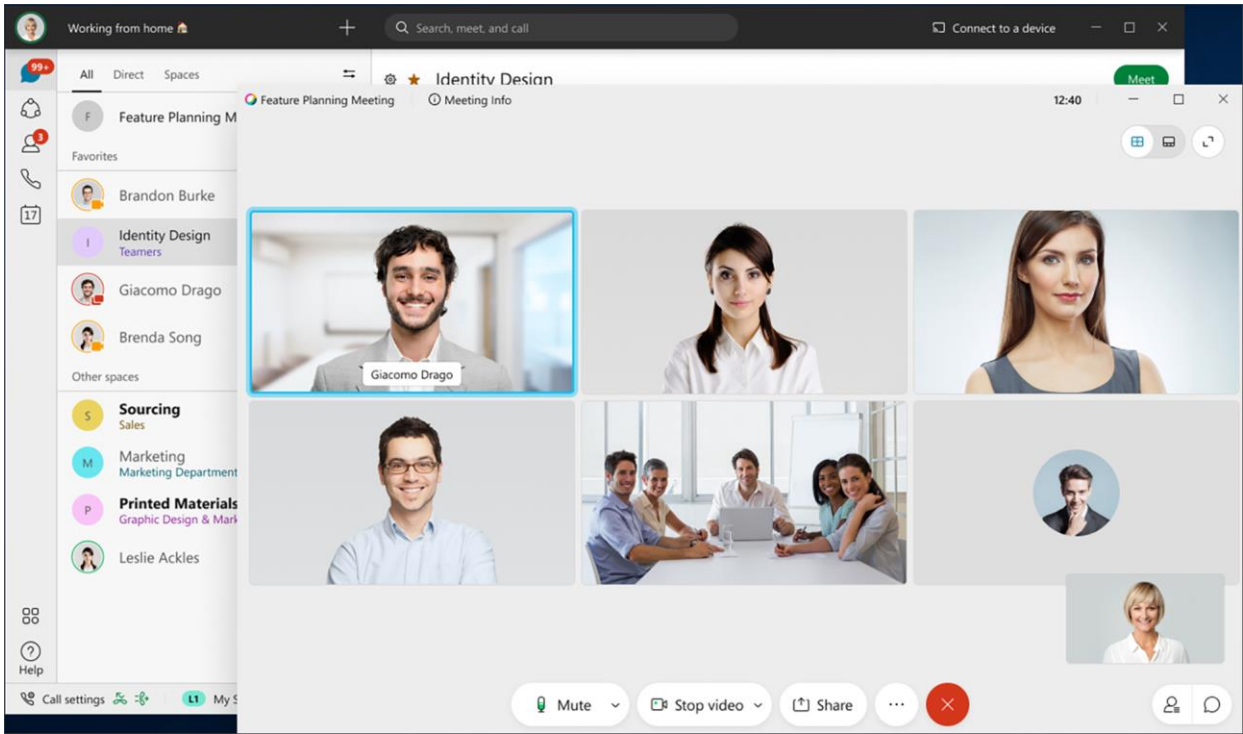 Working from home
Search, meet, and call
Connect to a device
99+
All
Direct
Spaces
Identity Design
Meet
F
Feature Planning M
3
17
Favorites
Brandon Burke
I
Identity Design
Teamers
Giacomo Drago
Brenda Song
Other spaces
S
Sourcing
Sales
M
Marketing
Marketing Department
P
Printed Materials
Graphic Design & Mark
Leslie Ackles
Help
Call settings
L1
My S
Feature Planning Meeting
Meeting Info
12:40
Giacomo Drago
Mute
Stop video
Share